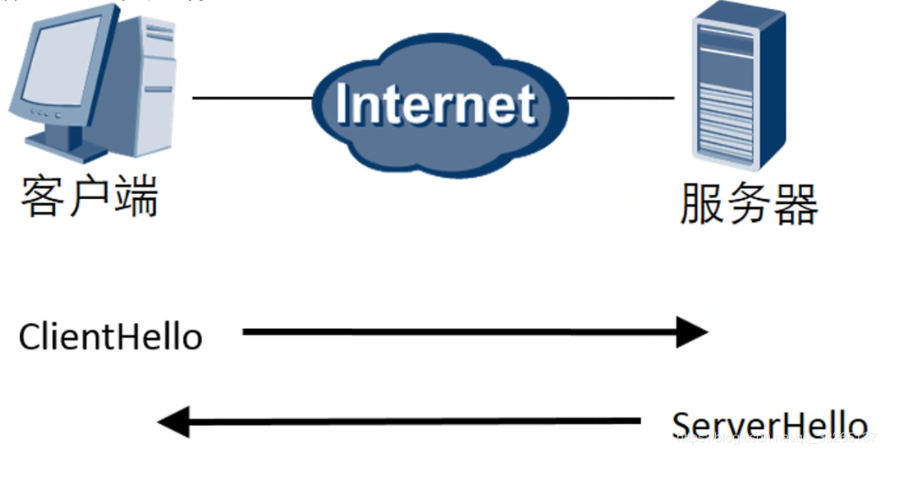 Internet
客户端
服务器
ClientHello
ServerHello